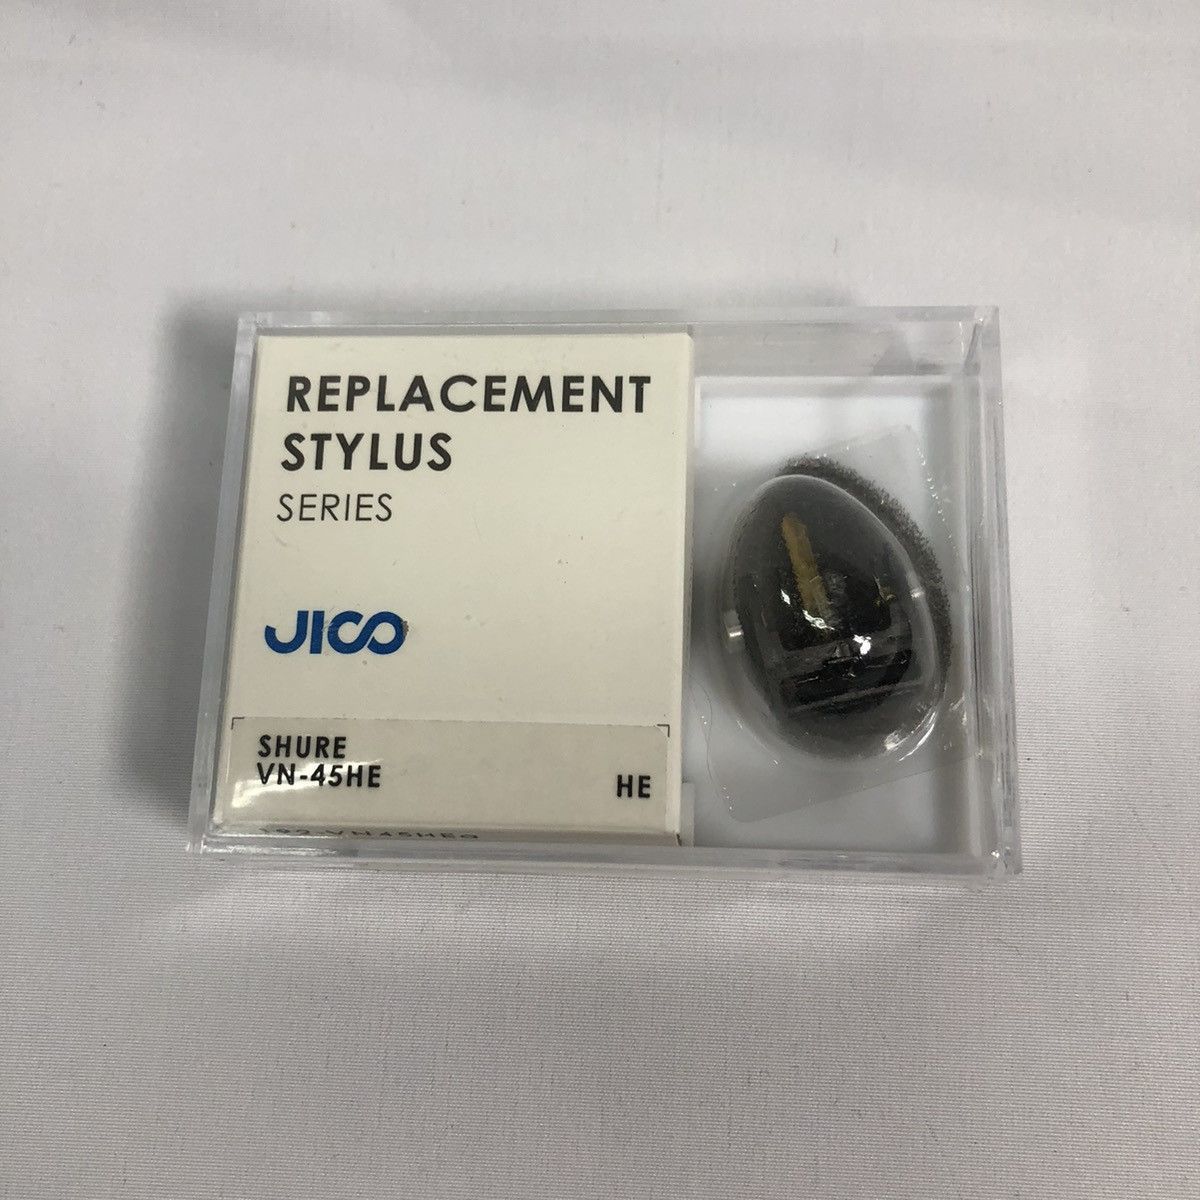 REPLACEMENT
STYLUS
SERIES
JICO
SHURE
VN-45HE
HE